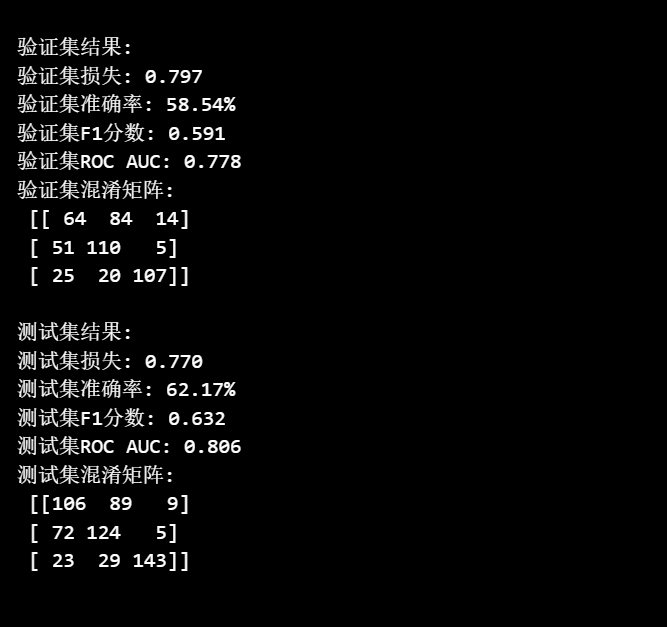 验证集结果:
验证集损失: 0.797
验证集准确率: 58.54%
验证集F1分数: 0.591
验证集ROC AUC: 0.778
验证集混淆矩阵:
[[ 64  84  14]
[ 51 110   5]
[ 25  20 107]]
测试集结果:
测试集损失: 0.770
测试集准确率: 62.17%
测试集F1分数: 0.632
测试集ROC AUC: 0.806
测试集混淆矩阵:
[[106  89   9]
[ 72 124   5]
[ 23  29 143]]